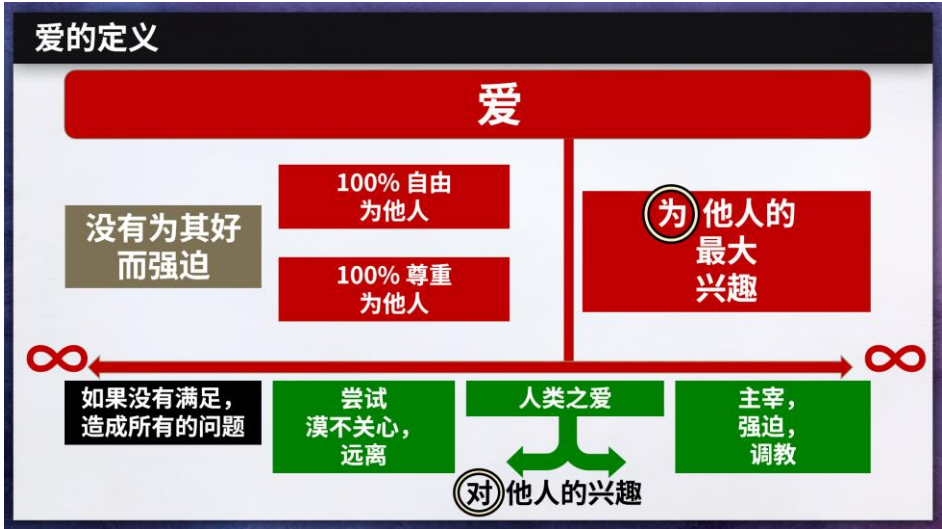 爱的定义
爱
没有为其好
而强迫
100% 自由
为他人
100% 尊重
为他人
为 他人的
最大
兴趣
∞
∞
如果没有满足，
造成所有的问题
尝试
漠不关心，
远离
人类之爱
主宰，
强迫，
调教
对 他人的兴趣